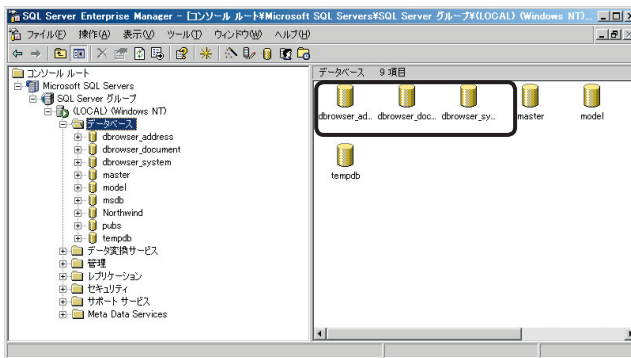 SQL Server Enterprise Manager - [コンソール ルート¥Microsoft SQL Servers¥SQL Server グループ¥(LOCAL) (Windows NT)...
ファイル(F) 操作(A) 表示(V) ツール(T) ウィンドウ(W) ヘルプ(H)
コンソール ルート
Microsoft SQL Servers
SQL Server グループ
(LOCAL) (Windows NT)
データベース
dbrowser_address
dbrowser_document
dbrowser_system
master
model
msdb
Northwind
pubs
tempdb
データ変換サービス
管理
レプリケーション
セキュリティ
サポート サービス
Meta Data Services
データベース 9 項目
dbrowser_ad... dbrowser_doc... dbrowser_sy... master model
tempdb